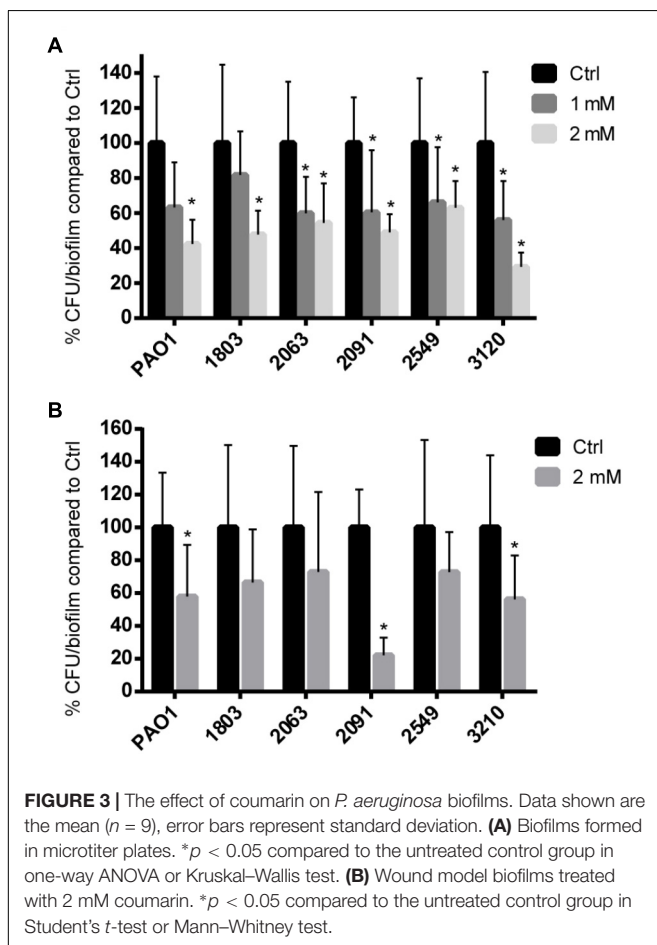 A
% CFU/biofilm compared to Ctrl
140
120
100
80
60
40
20
0
Ctrl
1 mM
2 mM
* * * * * * * * *
PAO1 1803 2063 2091 2549 3120
B
% CFU/biofilm compared to Ctrl
160
140
120
100
80
60
40
20
0
Ctrl
2 mM
* * *
PAO1 1803 2063 2091 2549 3210
FIGURE 3 | The effect of coumarin on P. aeruginosa biofilms. Data shown are
the mean (n = 9), error bars represent standard deviation. (A) Biofilms formed
in microtiter plates. *p < 0.05 compared to the untreated control group in
one-way ANOVA or Kruskal–Wallis test. (B) Wound model biofilms treated
with 2 mM coumarin. *p < 0.05 compared to the untreated control group in
Student's t-test or Mann–Whitney test.